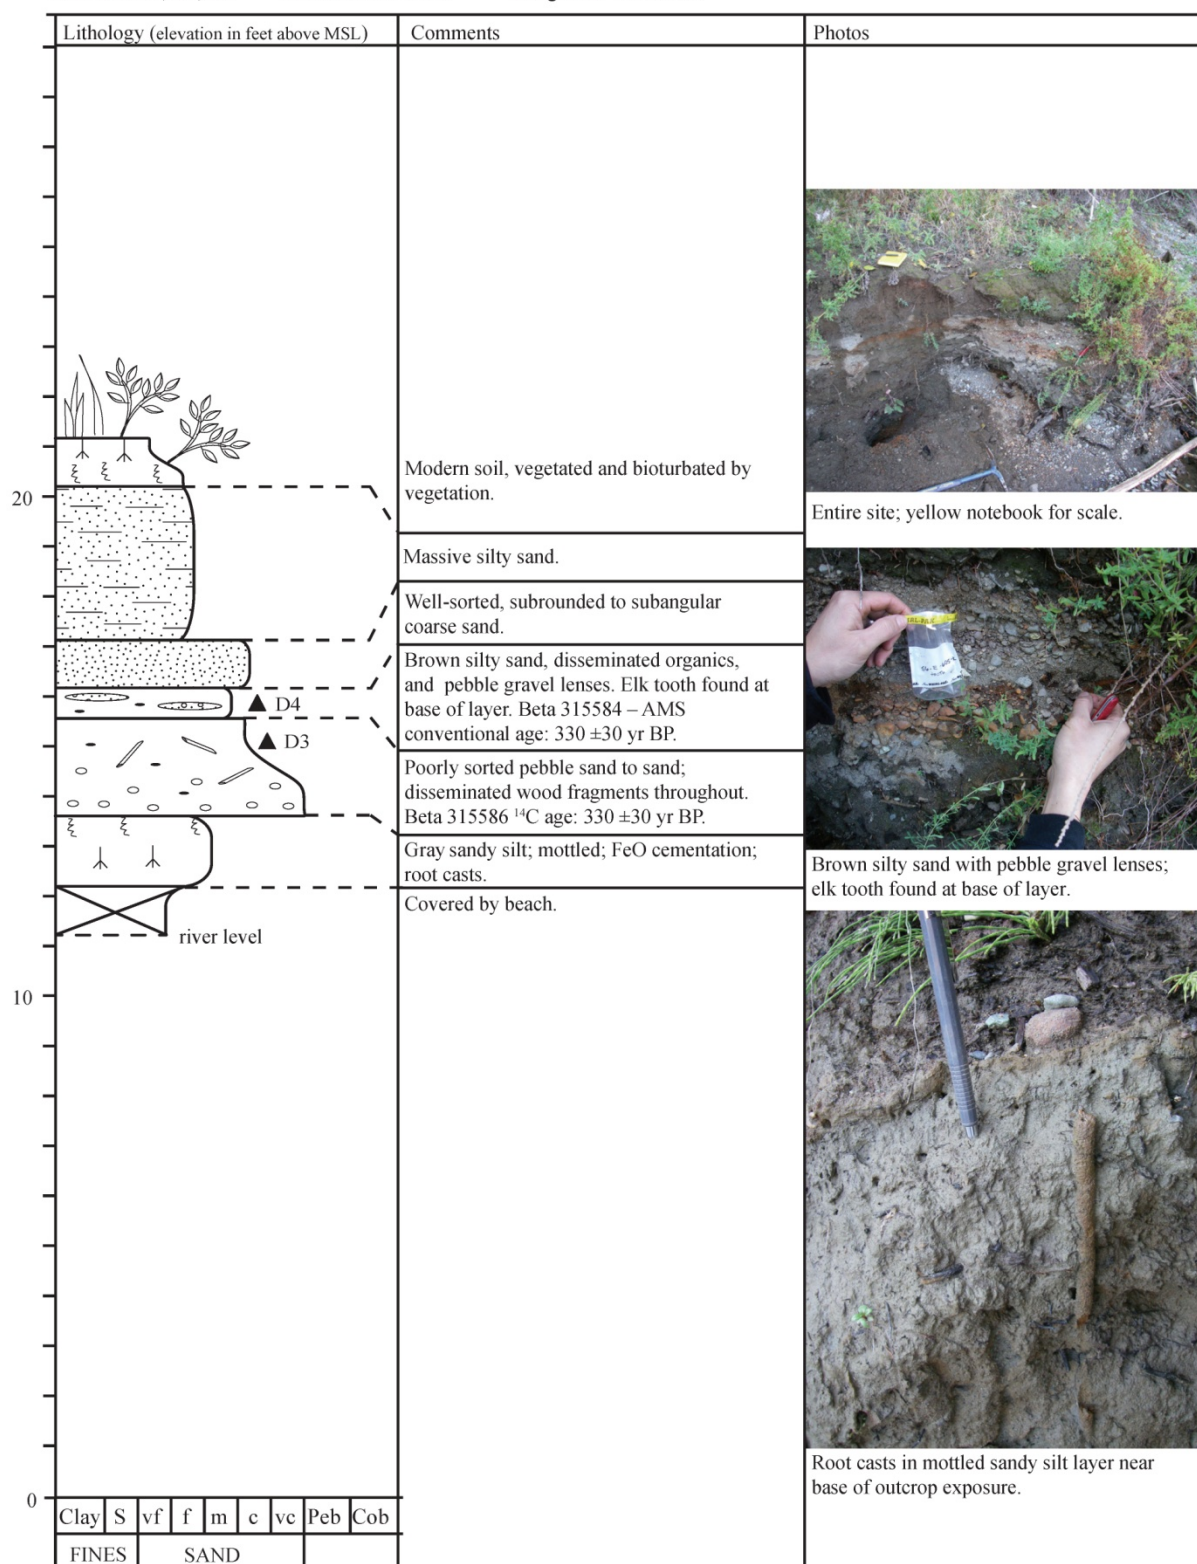 Lithology (elevation in feet above MSL)
Comments
Photos
20
10
0
D4
D3
river level
Clay S vf f m c vc Peb Cob
FINES SAND
Modern soil, vegetated and bioturbated by
vegetation.
Massive silty sand.
Well-sorted, subrounded to subangular
coarse sand.
Brown silty sand, disseminated organics,
and pebble gravel lenses. Elk tooth found at
base of layer. Beta 315584 – AMS
conventional age: 330 ±30 yr BP.
Poorly sorted pebble sand to sand;
disseminated wood fragments throughout.
Beta 315586 ¹⁴C age: 330 ±30 yr BP.
Gray sandy silt; mottled; FeO cementation;
root casts.
Covered by beach.
Entire site; yellow notebook for scale.
Brown silty sand with pebble gravel lenses;
elk tooth found at base of layer.
Root casts in mottled sandy silt layer near
base of outcrop exposure.